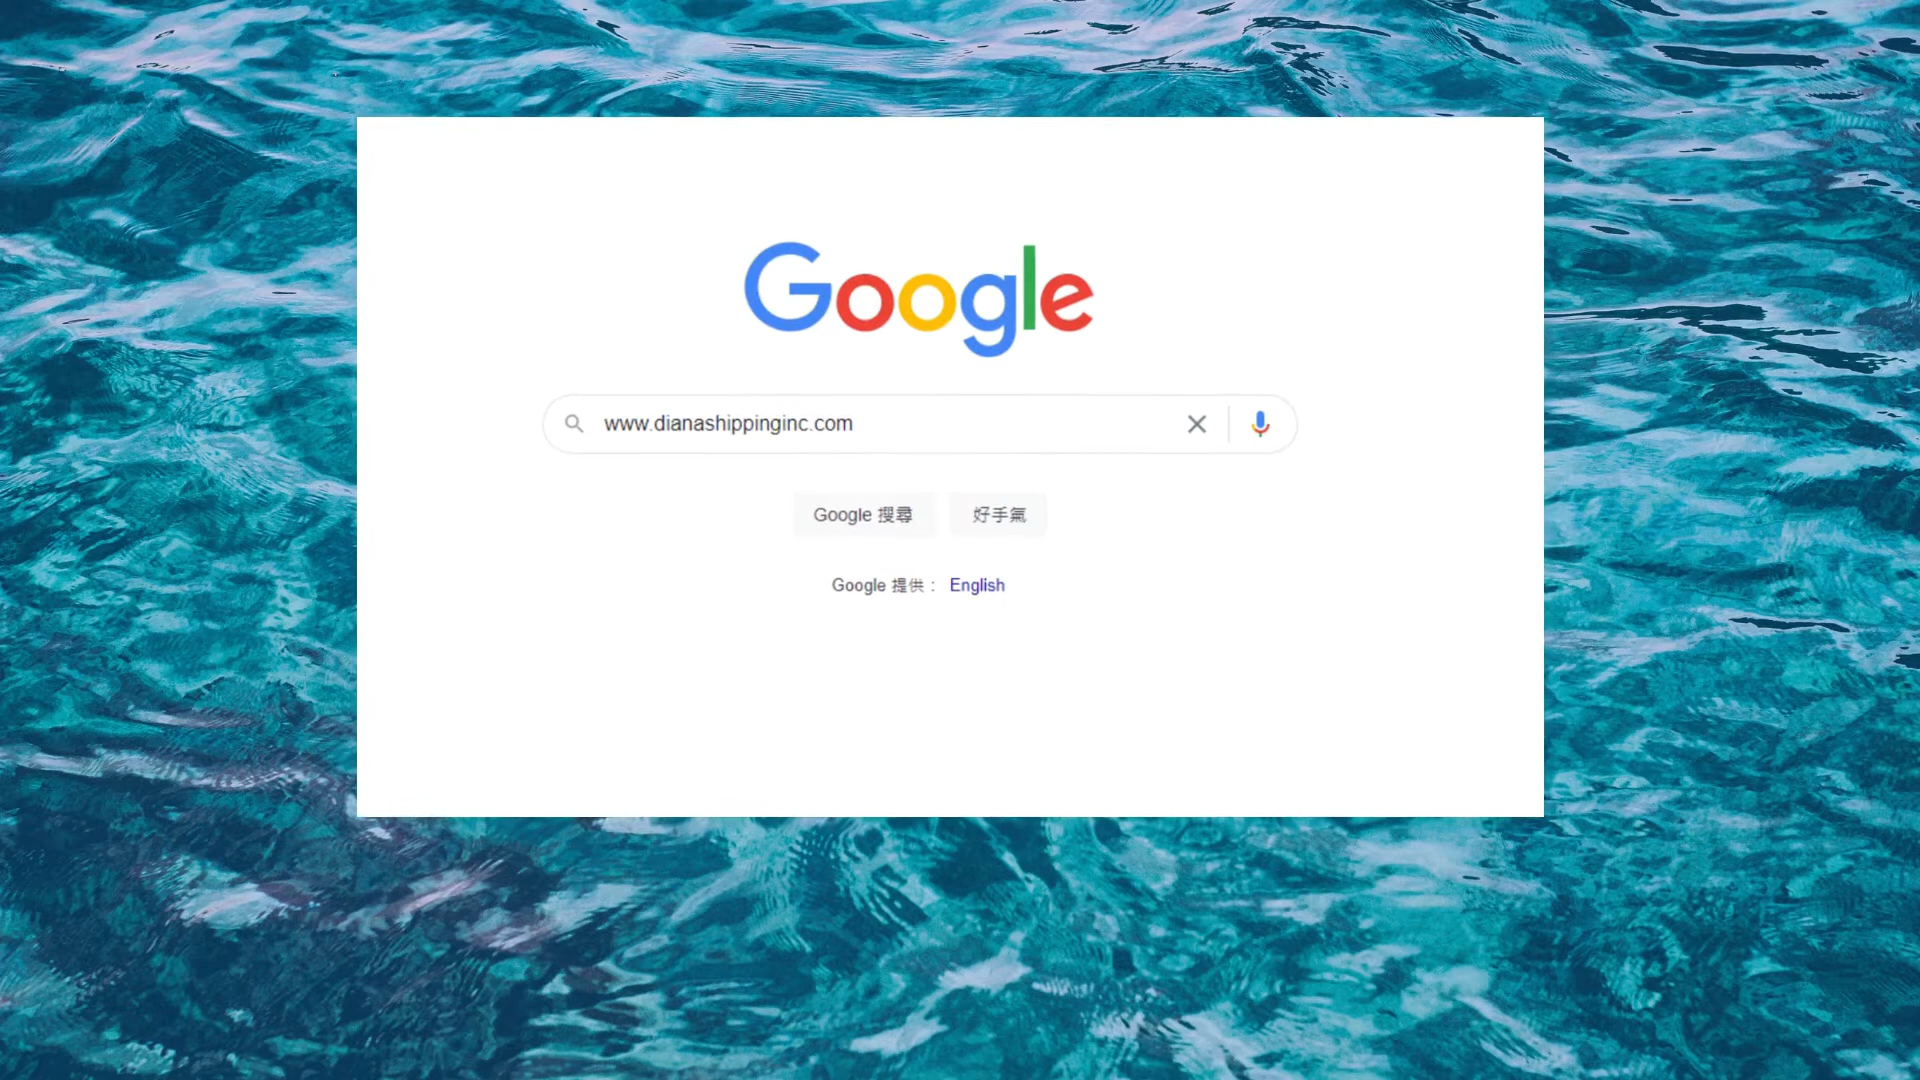 Google
www.dianashippinginc.com
Google 搜尋
好手氣
Google 提供： English